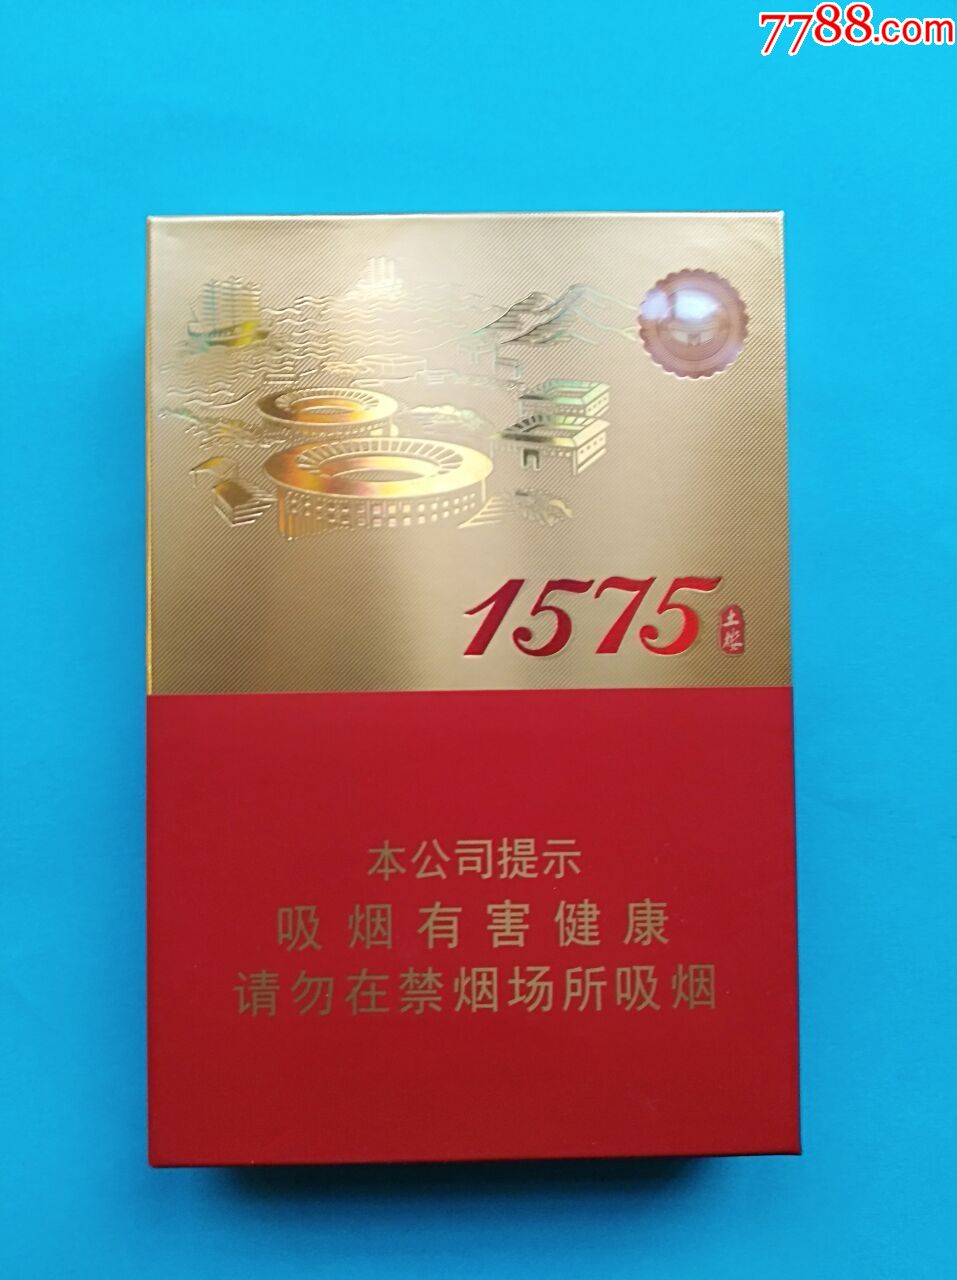 7788.com
1575
土楼
本公司提示
吸烟有害健康
请勿在禁烟场所吸烟